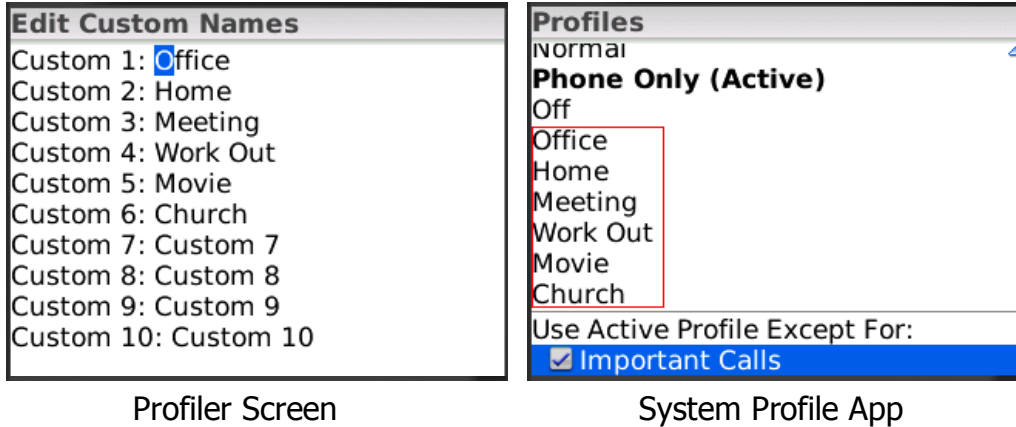 Edit Custom Names
Custom 1: Office
Custom 2: Home
Custom 3: Meeting
Custom 4: Work Out
Custom 5: Movie
Custom 6: Church
Custom 7: Custom 7
Custom 8: Custom 8
Custom 9: Custom 9
Custom 10: Custom 10
Profiler Screen
Profiles
Normal
Phone Only (Active)
Off
Office
Home
Meeting
Work Out
Movie
Church
Use Active Profile Except For:
Important Calls
System Profile App